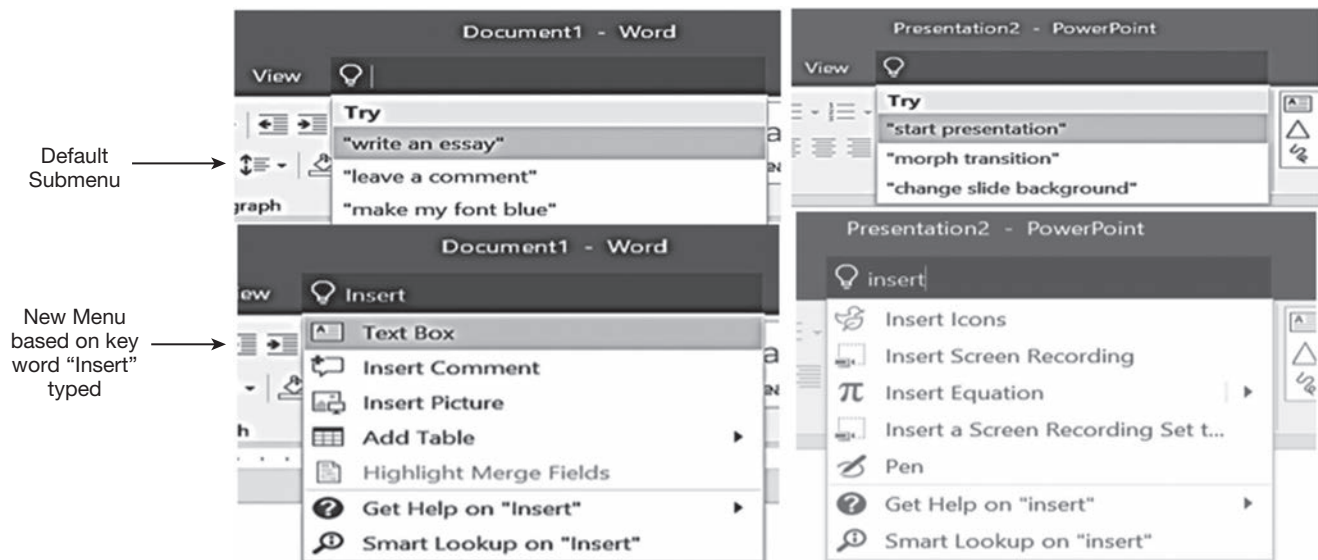 Default
Submenu
New Menu
based on key
word "Insert"
typed
Document1 - Word
View
Try
"write an essay"
"leave a comment"
"make my font blue"
graph
Presentation2 - PowerPoint
View
Try
"start presentation"
"morph transition"
"change slide background"
Document1 - Word
ew
Insert
Text Box
Insert Comment
Insert Picture
Add Table
Highlight Merge Fields
Get Help on "Insert"
Smart Lookup on "Insert"
h
Presentation2 - PowerPoint
insert
Insert Icons
Insert Screen Recording
Insert Equation
Insert a Screen Recording Set t...
Pen
Get Help on "insert"
Smart Lookup on "insert"